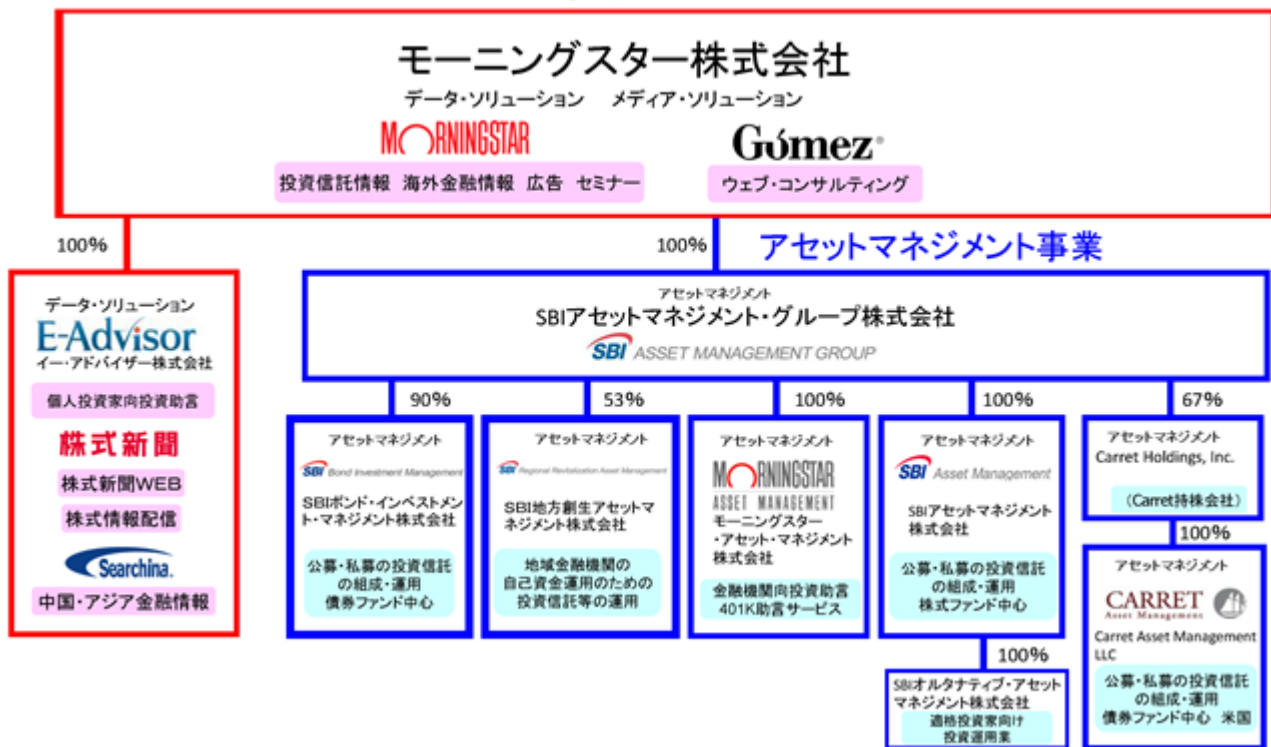 モーニングスター株式会社
データ・ソリューション メディア・ソリューション
MORNINGSTAR
Gómez®
投資信託情報 海外金融情報 広告 セミナー
ウェブ・コンサルティング
100%
100%
アセットマネジメント事業
データ・ソリューション
E-Advisor
イー・アドバイザー株式会社
個人投資家向投資助言
株式新聞
株式新聞WEB
株式情報配信
Searchina.
中国・アジア金融情報
アセットマネジメント
SBIアセットマネジメント・グループ株式会社
SBI ASSET MANAGEMENT GROUP
90%
アセットマネジメント
SBI Bond Investment Management
SBIボンド・インベストメン
ト・マネジメント株式会社
公募・私募の投資信託
の組成・運用
債券ファンド中心
53%
アセットマネジメント
SBI Regional Revitalization Asset Management
SBI地方創生アセットマ
ネジメント株式会社
地域金融機関の
自己資金運用のための
投資信託等の運用
100%
アセットマネジメント
MORNINGSTAR
ASSET MANAGEMENT
モーニングスター
・アセット・マネジメント
株式会社
金融機関向投資助言
401K助言サービス
100%
アセットマネジメント
SBI Asset Management
SBIアセットマネジメント
株式会社
公募・私募の投資信託
の組成・運用
株式ファンド中心
100%
SBIオルタナティブ・アセット
マネジメント株式会社
適格投資家向け
投資運用業
67%
アセットマネジメント
Carret Holdings, Inc.
(Carret持株会社)
100%
アセットマネジメント
CARRET
Asset Management
Carret Asset Management
LLC
公募・私募の投資信託
の組成・運用
債券ファンド中心 米国